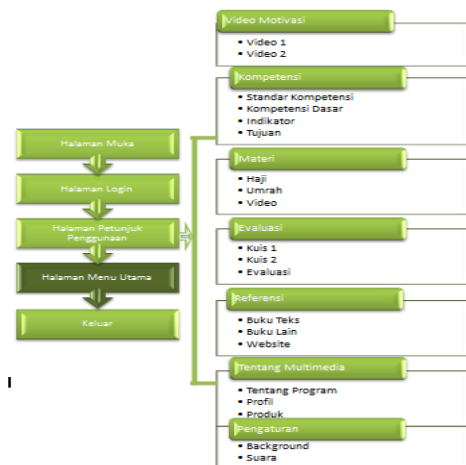 Halaman Muka
Halaman Login
Halaman Petunjuk
Penggunaan
Halaman Menu Utama
Keluar
Video Motivasi
• Video 1
• Video 2
Kompetensi
• Standar Kompetensi
• Kompetensi Dasar
• Indikator
• Tujuan
Materi
• Haji
• Umrah
• Video
Evaluasi
• Kuis 1
• Kuis 2
• Evaluasi
Referensi
• Buku Teks
• Buku Lain
• Website
Tentang Multimedia
• Tentang Program
• Profil
• Produk
Pengaturan
• Background
• Suara